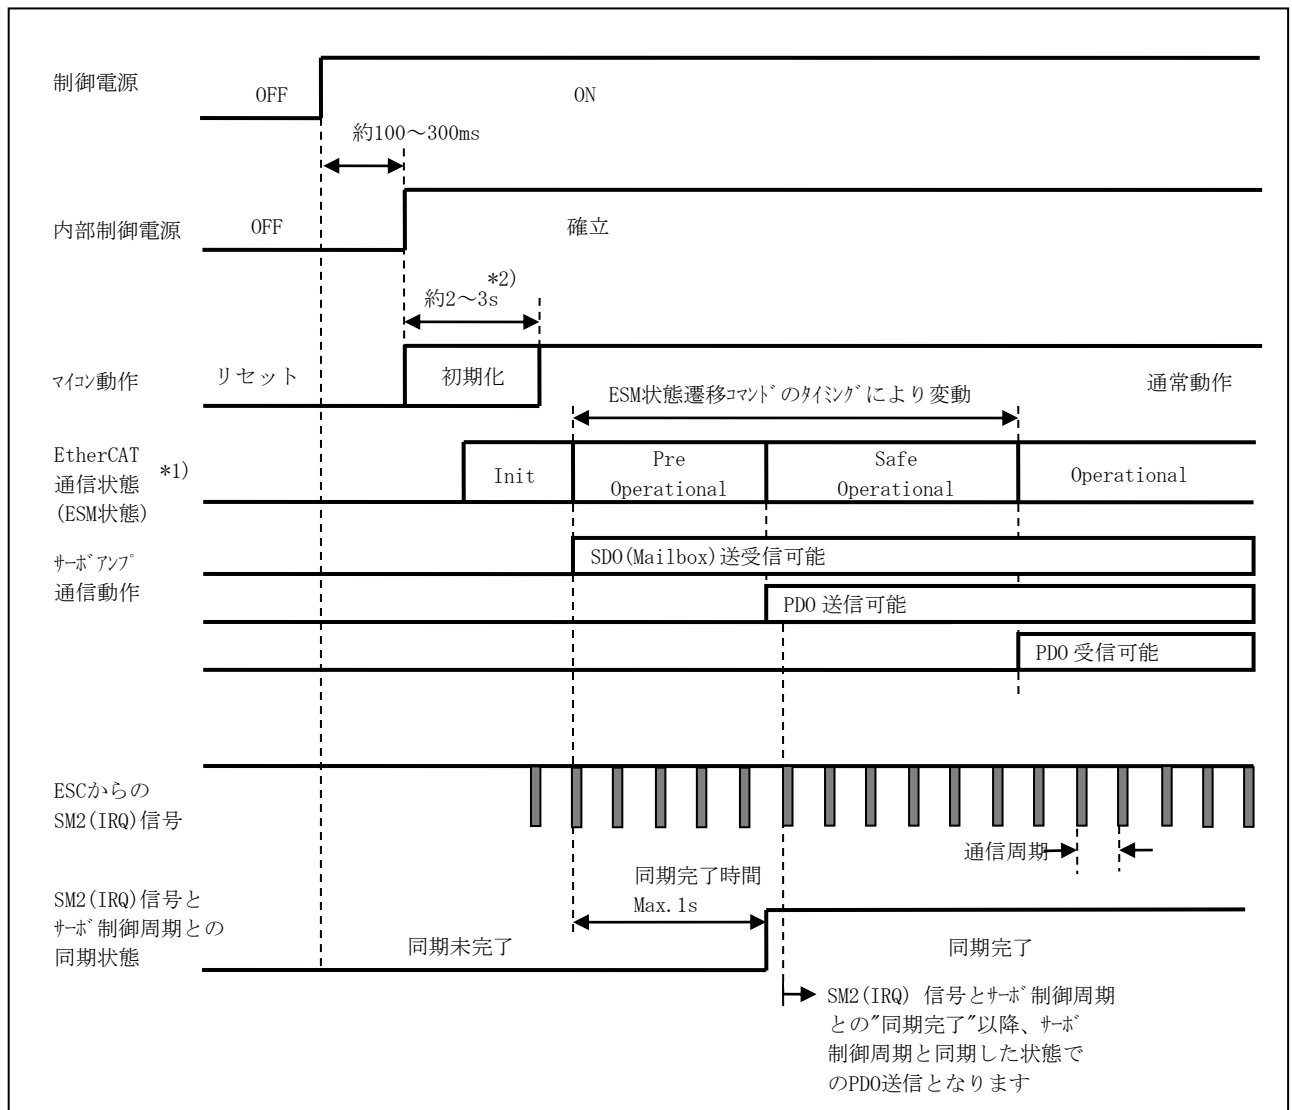 制御電源
OFF
ON
約100～300ms
内部制御電源
OFF
確立
*2)
約2～3s
ﾏｲｺﾝ動作
リセット
初期化
通常動作
ESM状態遷移ｺﾏﾝﾄﾞのﾀｲﾐﾝｸﾞにより変動
EtherCAT
通信状態
(ESM状態)
*1)
Init
Pre
Operational
Safe
Operational
Operational
ｻｰﾎﾞｱﾝﾌﾟ
通信動作
SDO(Mailbox)送受信可能
PDO 送信可能
PDO 受信可能
ESCからの
SM2(IRQ)信号
通信周期
SM2(IRQ)信号と
ｻｰﾎﾞ制御周期との
同期状態
同期完了時間
Max.1s
同期未完了
同期完了
SM2(IRQ) 信号とｻｰﾎﾞ制御周期
との"同期完了"以降、ｻｰﾎﾞ
制御周期と同期した状態で
のPDO送信となります